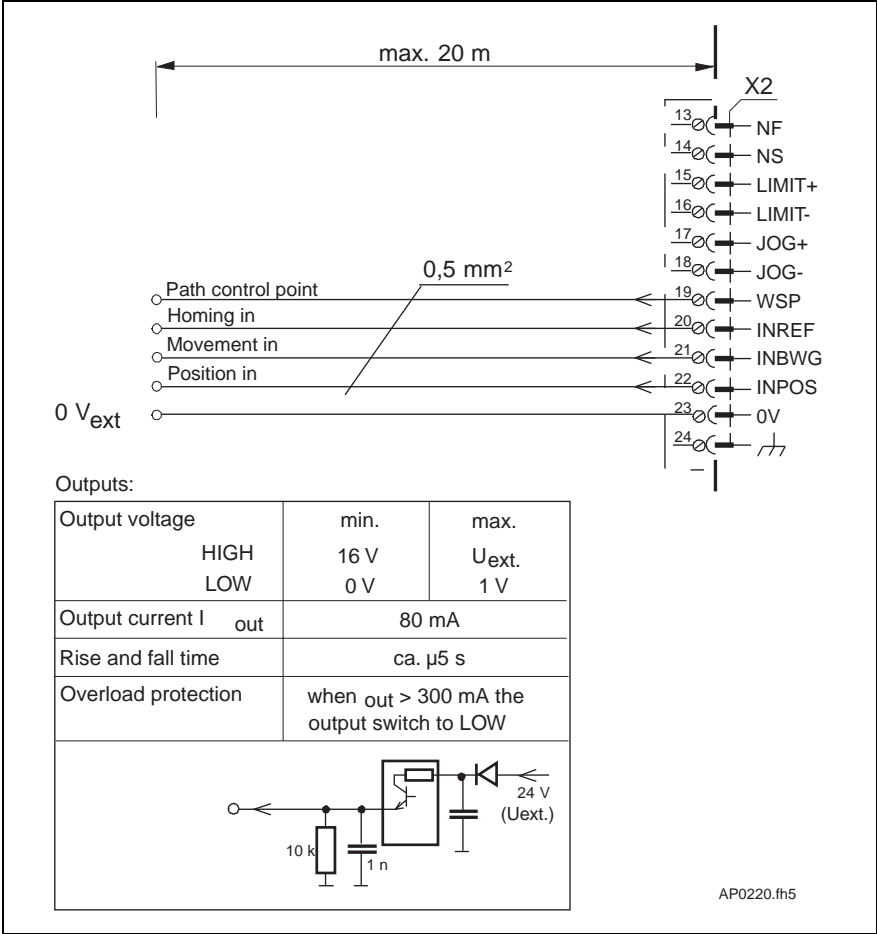 max. 20 m
X2
13 NF
14 NS
15 LIMIT+
16 LIMIT-
17 JOG+
0,5 mm² 18 JOG-
Path control point 19 WSP
Homing in 20 INREF
Movement in 21 INBWG
Position in 22 INPOS
0 Vext 23 0V
24
Outputs:
Output voltage min. max.
HIGH 16 V Uext.
LOW 0 V 1 V
Output current I out 80 mA
Rise and fall time ca. µ5 s
Overload protection when out > 300 mA the
output switch to LOW
24 V
(Uext.)
10 k
1 n
AP0220.fh5